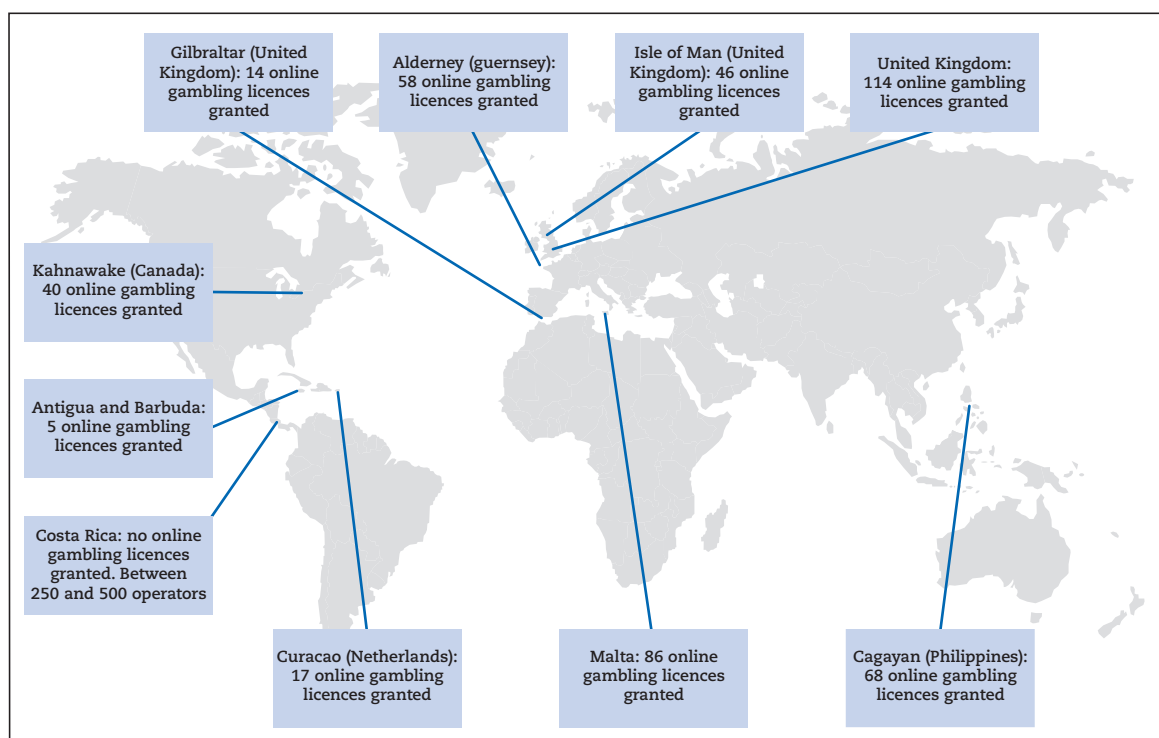 Gilbraltar (United
Kingdom): 14 online
gambling licences
granted
Alderney (guernsey):
58 online gambling
licences granted
Isle of Man (United
Kingdom): 46 online
gambling licences
granted
United Kingdom:
114 online gambling
licences granted
Kahnawake (Canada):
40 online gambling
licences granted
Antigua and Barbuda:
5 online gambling
licences granted
Costa Rica: no online
gambling licences
granted. Between
250 and 500 operators
Curacao (Netherlands):
17 online gambling
licences granted
Malta: 86 online
gambling licences
granted
Cagayan (Philippines):
68 online gambling
licences granted